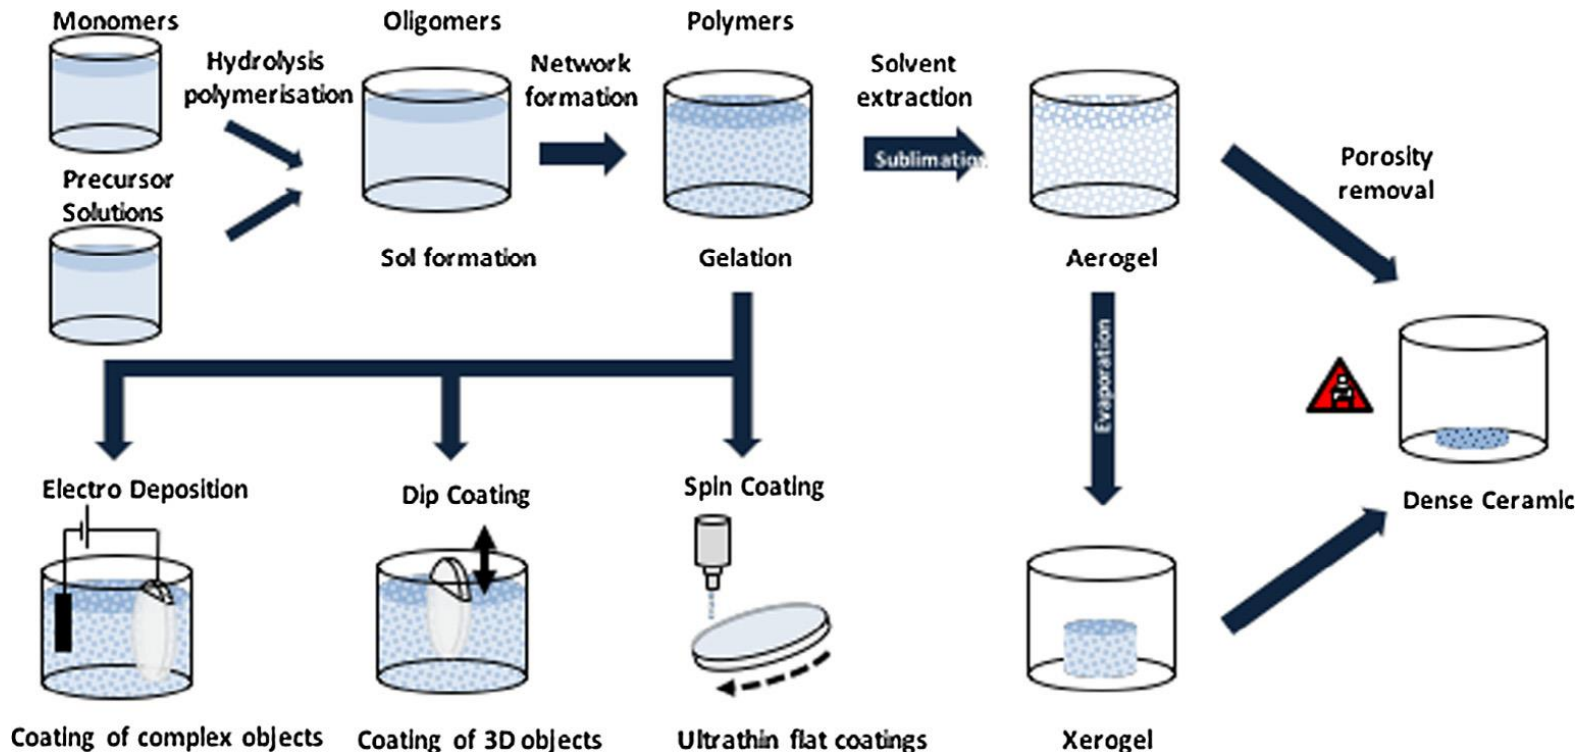 Monomers
Hydrolysis
polymerisation
Precursor
Solutions
Oligomers
Sol formation
Network
formation
Polymers
Gelation
Solvent
extraction
Sublimation
Aerogel
Porosity
removal
Evaporation
Dense Ceramic
Electro Deposition
Coating of complex objects
Dip Coating
Coating of 3D objects
Spin Coating
Ultrathin flat coatings
Xerogel